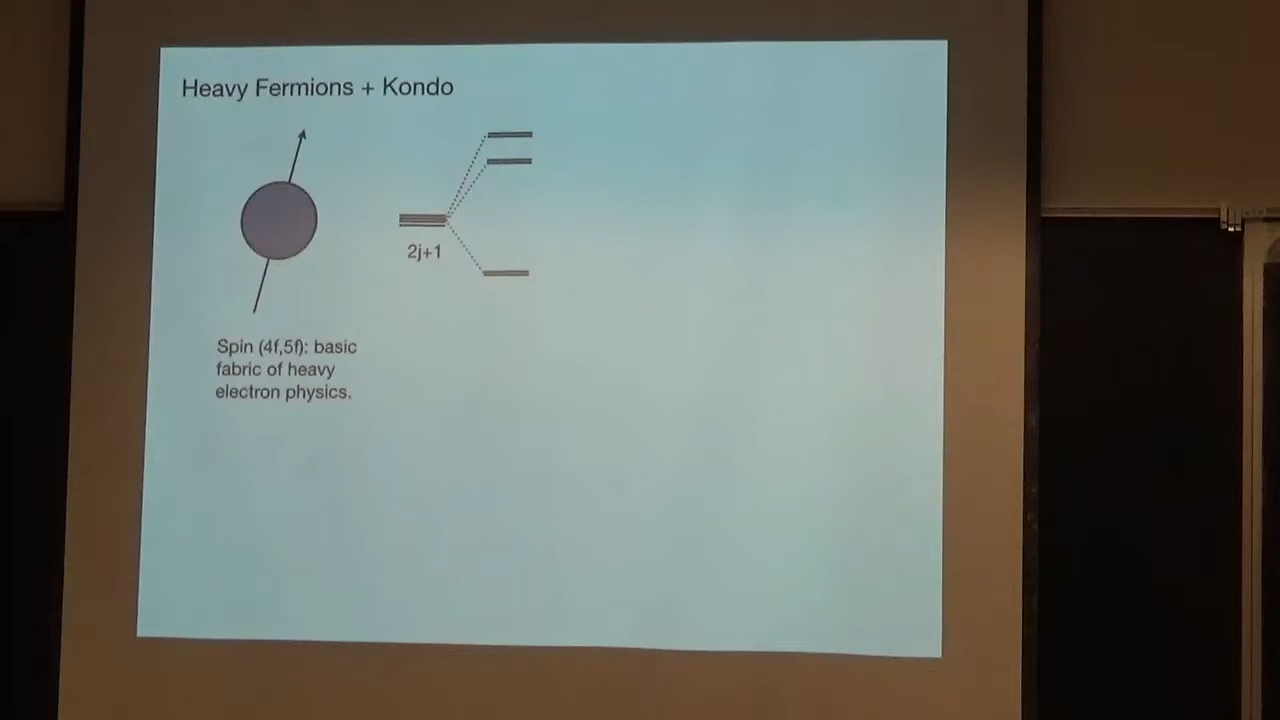 Heavy Fermions + Kondo
2j+1
Spin (4f,5f): basic
fabric of heavy
electron physics.